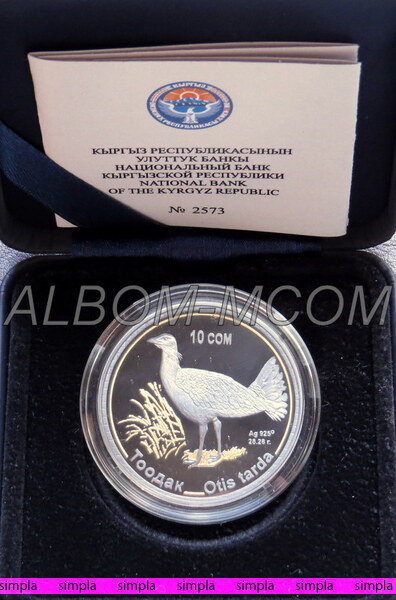 КЫРГЫЗ РЕСПУБЛИКАСЫНЫН
УЛУТТУК БАНКЫ
НАЦИОНАЛЬНЫЙ БАНК
КЫРГЫЗСКОЙ РЕСПУБЛИКИ
NATIONAL BANK
OF THE KYRGYZ REPUBLIC
№ 2573
ALBOM-MCOM
10 СОМ
Ag 925°
28.28 г.
Тоодак Otis tarda
simpla simpla simpla simpla simpla simpla simpla